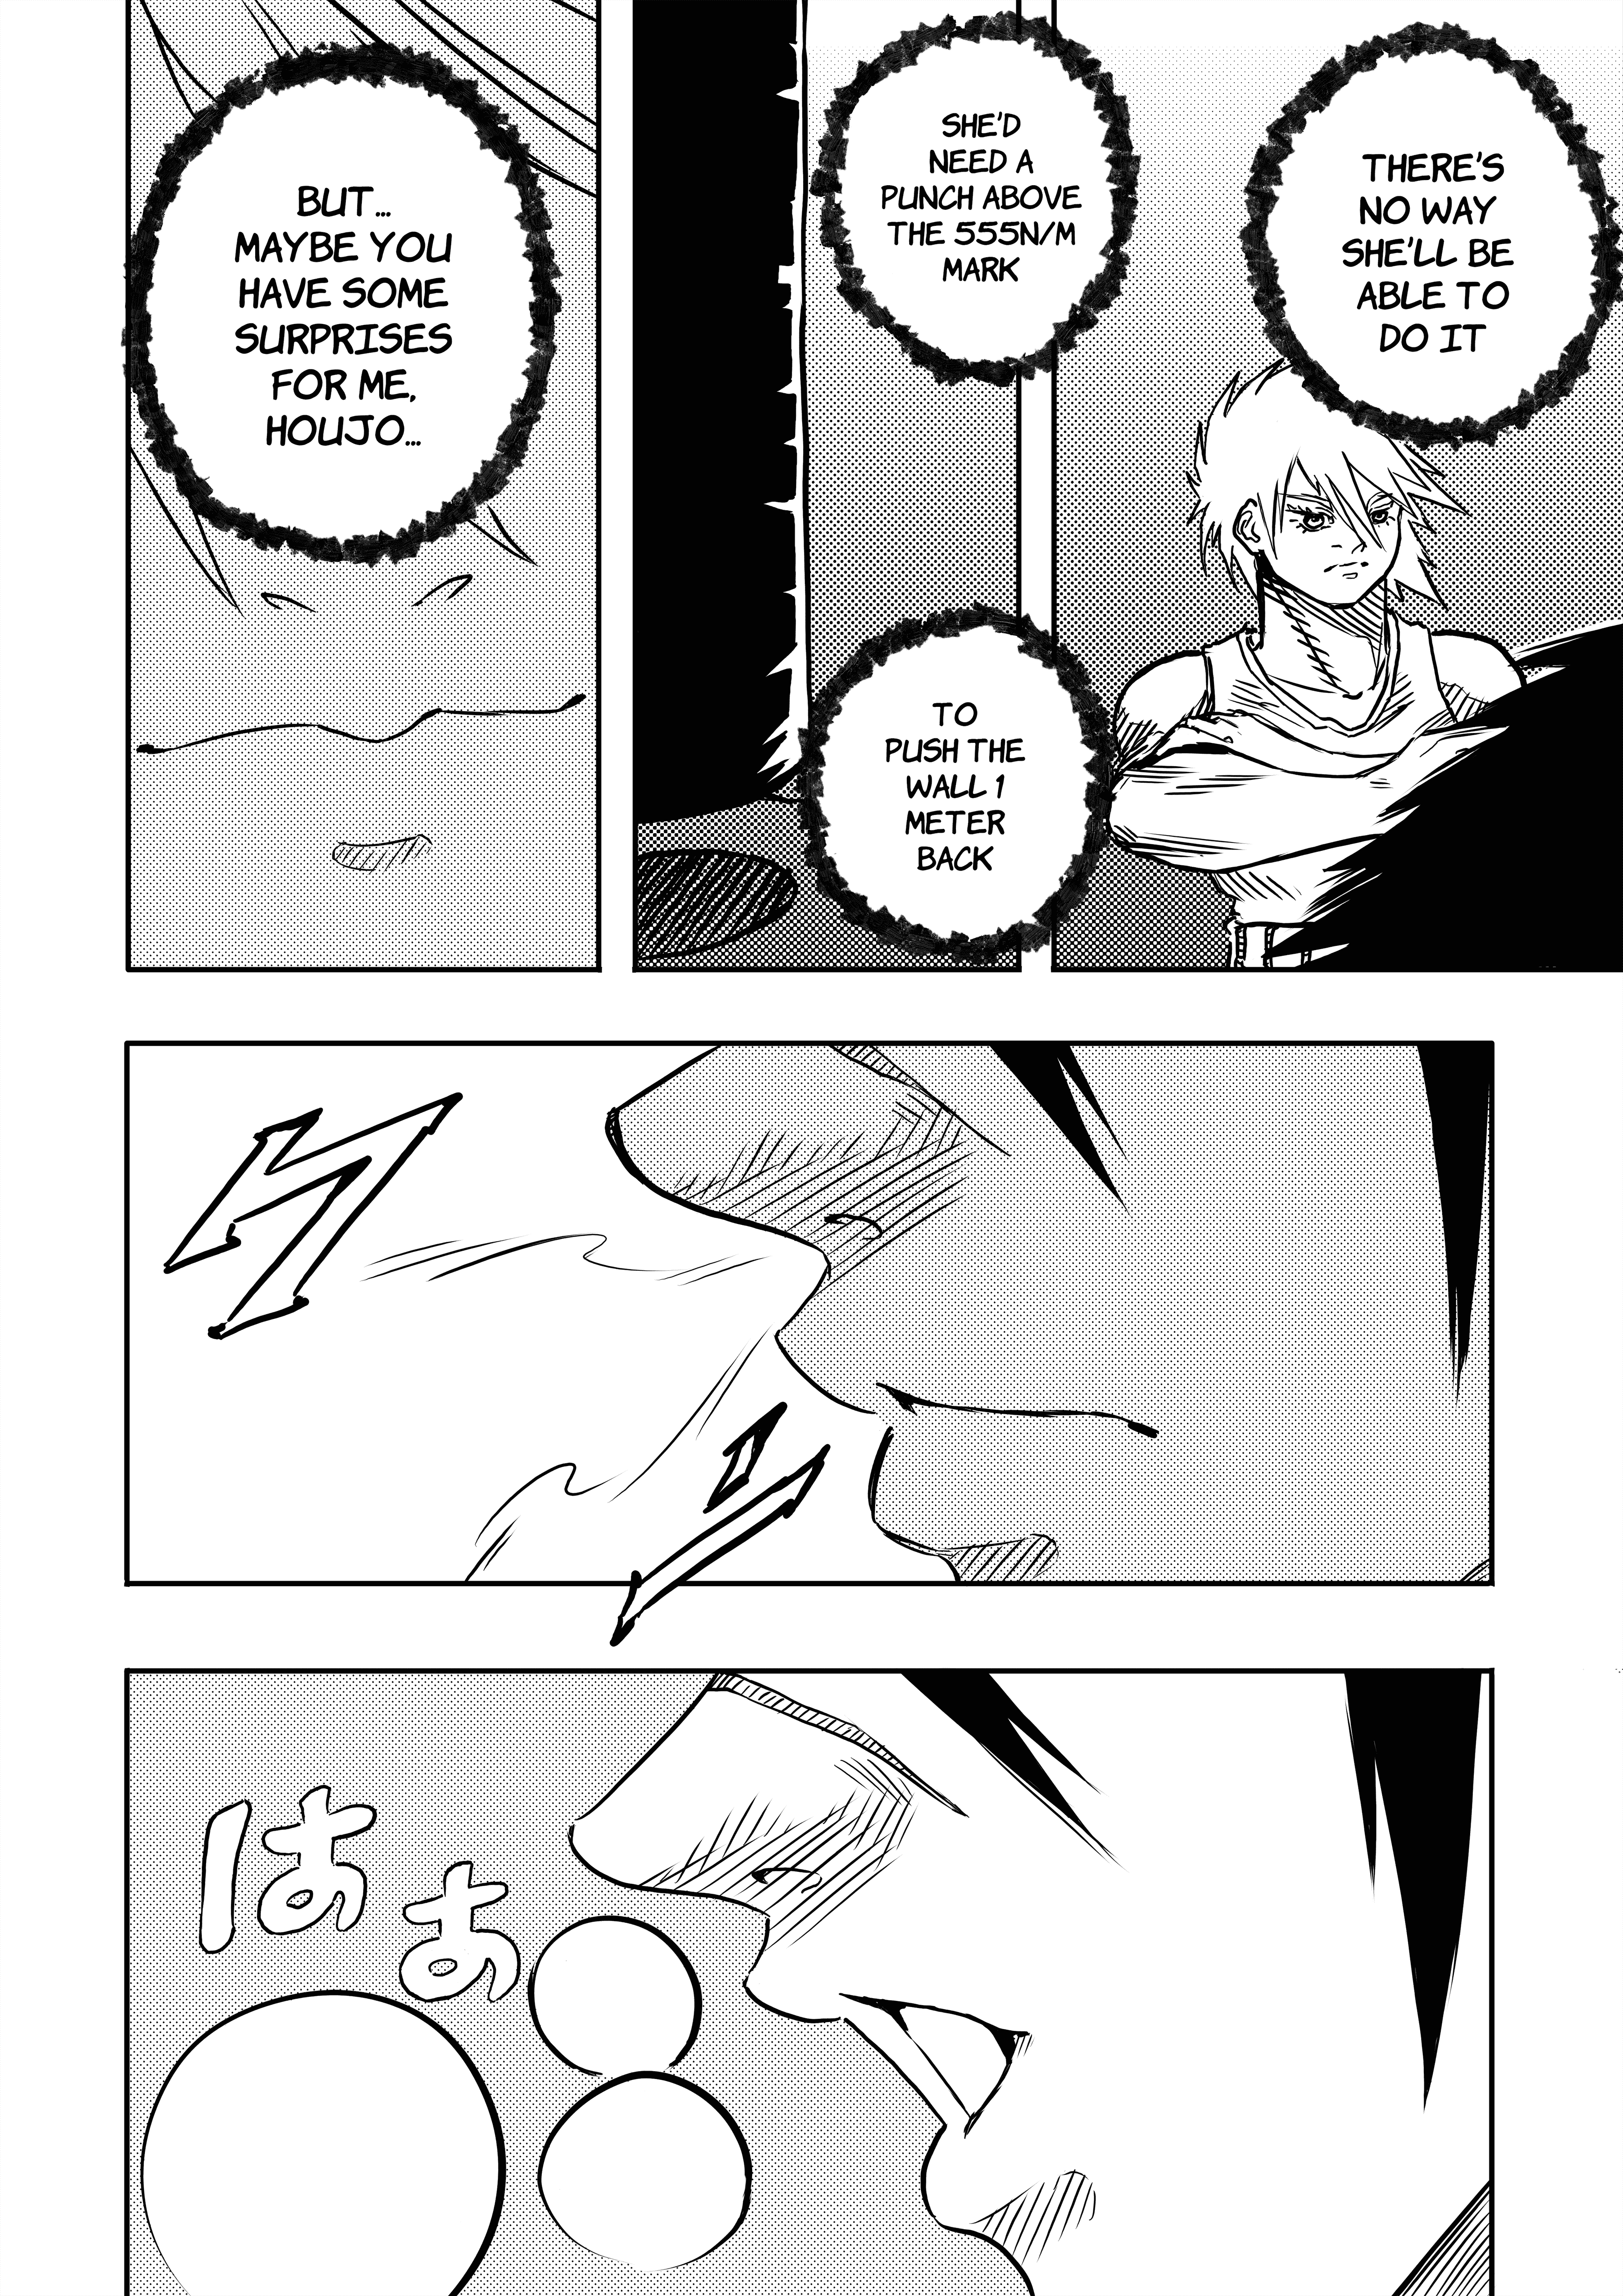 THERE'S
NO WAY
SHE'LL BE
ABLE TO
DO IT
SHE'D
NEED A
PUNCH ABOVE
THE 555N/M
MARK
TO
PUSH THE
WALL 1
METER
BACK
BUT...
MAYBE YOU
HAVE SOME
SURPRISES
FOR ME,
HOUJO...
はぁ